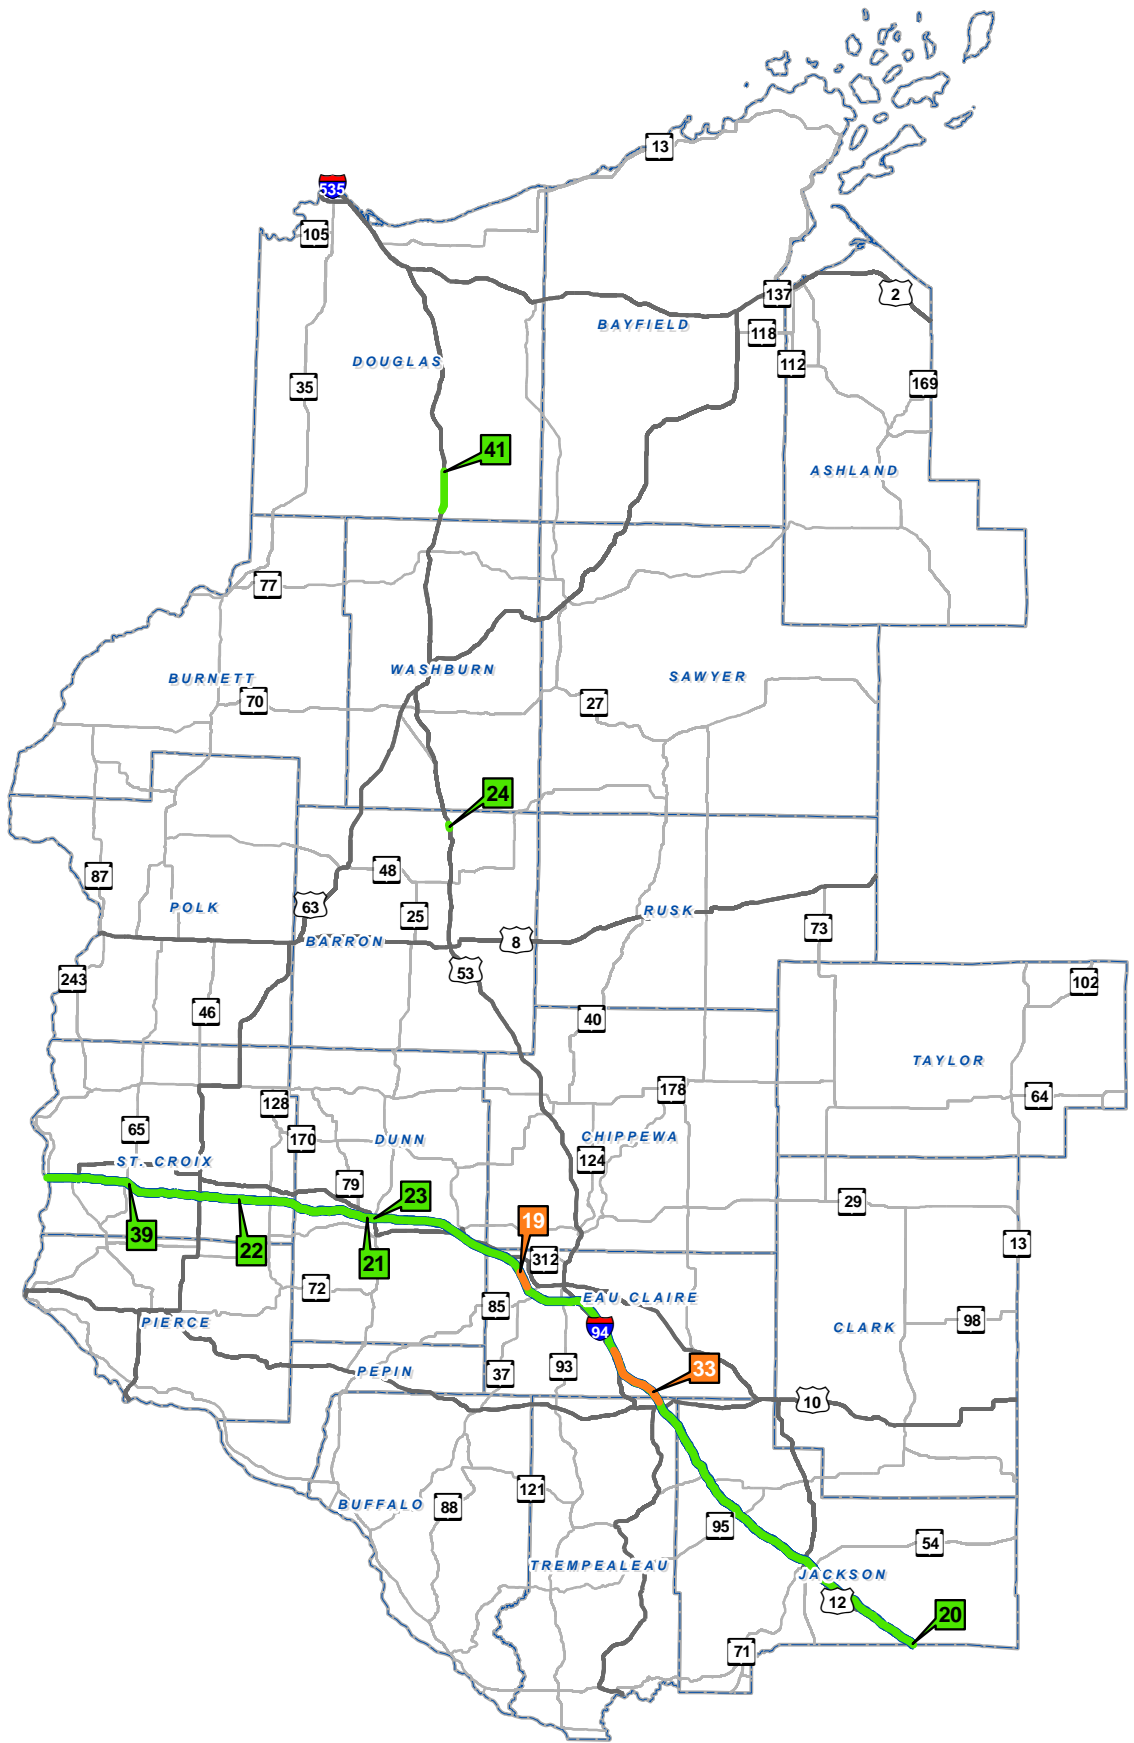 13
535
105
137
2
BAYFIELD
118
DOUGLAS
112
35
169
41
ASHLAND
77
WASHBURN
BURNETT
SAWYER
70
27
24
48
87
63
POLK
25
RUSK
73
BARRON
8
53
243
102
46
40
TAYLOR
178
64
128
65
170
DUNN
CHIPPEWA
124
ST. CROIX
79
23
29
19
39
22
21
312
13
72
EAU CLAIRE
85
98
PIERCE
94
CLARK
93
33
PEPIN
37
10
121
BUFFALO
88
95
54
TREMPEALEAU
JACKSON
12
20
71